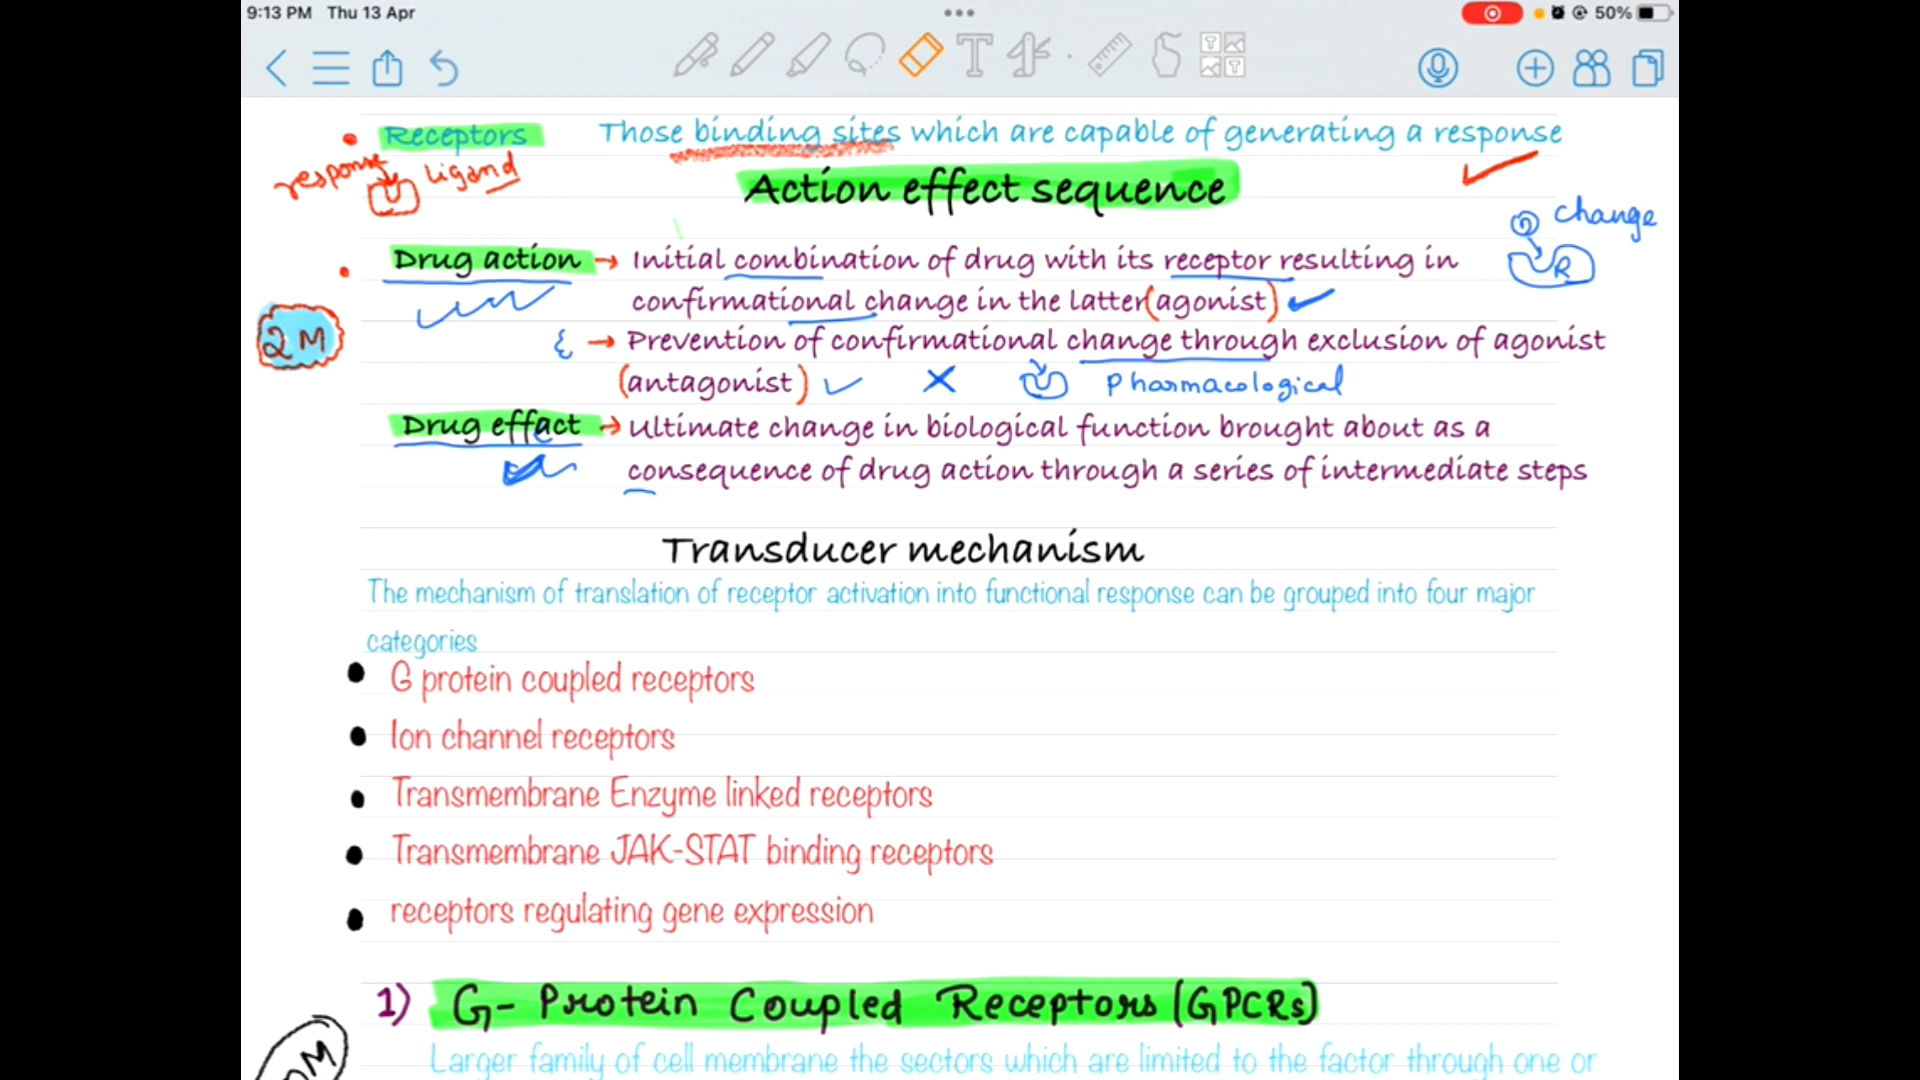 9:13 PM Thu 13 Apr
50%
Receptors Those binding sites which are capable of generating a response
response ligand
Action effect sequence
change
Drug action → Initial combination of drug with its receptor resulting in
R
confirmational change in the latter(agonist)
2M
→ Prevention of confirmational change through exclusion of agonist
(antagonist) Pharmacological
Drug effect → ultimate change in biological function brought about as a
consequence of drug action through a series of intermediate steps
Transducer mechanism
The mechanism of translation of receptor activation into functional response can be grouped into four major
categories
G protein coupled receptors
Ion channel receptors
Transmembrane Enzyme linked receptors
Transmembrane JAK-STAT binding receptors
receptors regulating gene expression
1) G- Protein Coupled Receptors (GPCRs)
Larger family of cell membrane the sectors which are limited to the factor through one or